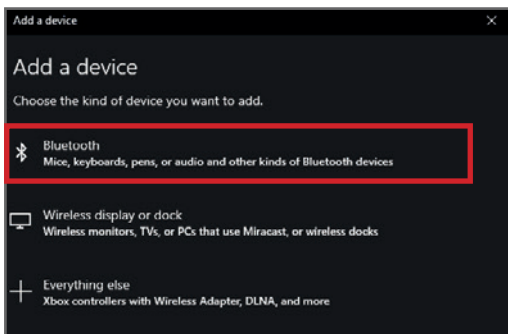 Add a device
Add a device
Choose the kind of device you want to add.
Bluetooth
Mice, keyboards, pens, or audio and other kinds of Bluetooth devices
Wireless display or dock
Wireless monitors, TVs, or PCs that use Miracast, or wireless docks
Everything else
Xbox controllers with Wireless Adapter, DLNA, and more